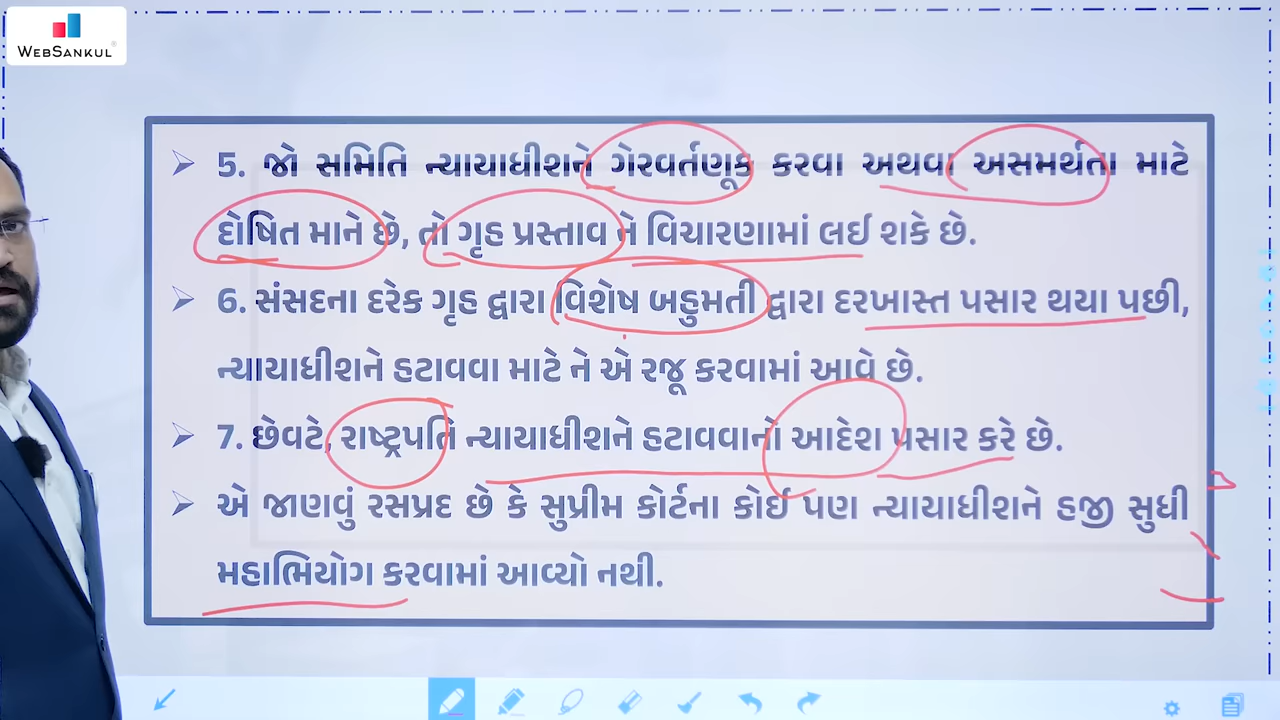 WEBSANKUL
➢ 5. જો સમિતિ ન્યાયાધીશને ગેરવર્તણૂક કરવા અથવા અસમર્થતા માટે
દોષિત માને છે, તો ગૃહ પ્રસ્તાવ ને વિચારણામાં લઈ શકે છે.
➢ 6. સંસદના દરેક ગૃહ દ્વારા વિશેષ બહુમતી દ્વારા દરખાસ્ત પસાર થયા પછી,
ન્યાયાધીશને હટાવવા માટે ને એ રજૂ કરવામાં આવે છે.
➢ 7. છેવટે, રાષ્ટ્રપતિ ન્યાયાધીશને હટાવવાનો આદેશ પસાર કરે છે.
➢ એ જાણવું રસપ્રદ છે કે સુપ્રીમ કોર્ટના કોઈ પણ ન્યાયાધીશને હજી સુધી
મહાભિયોગ કરવામાં આવ્યો નથી.